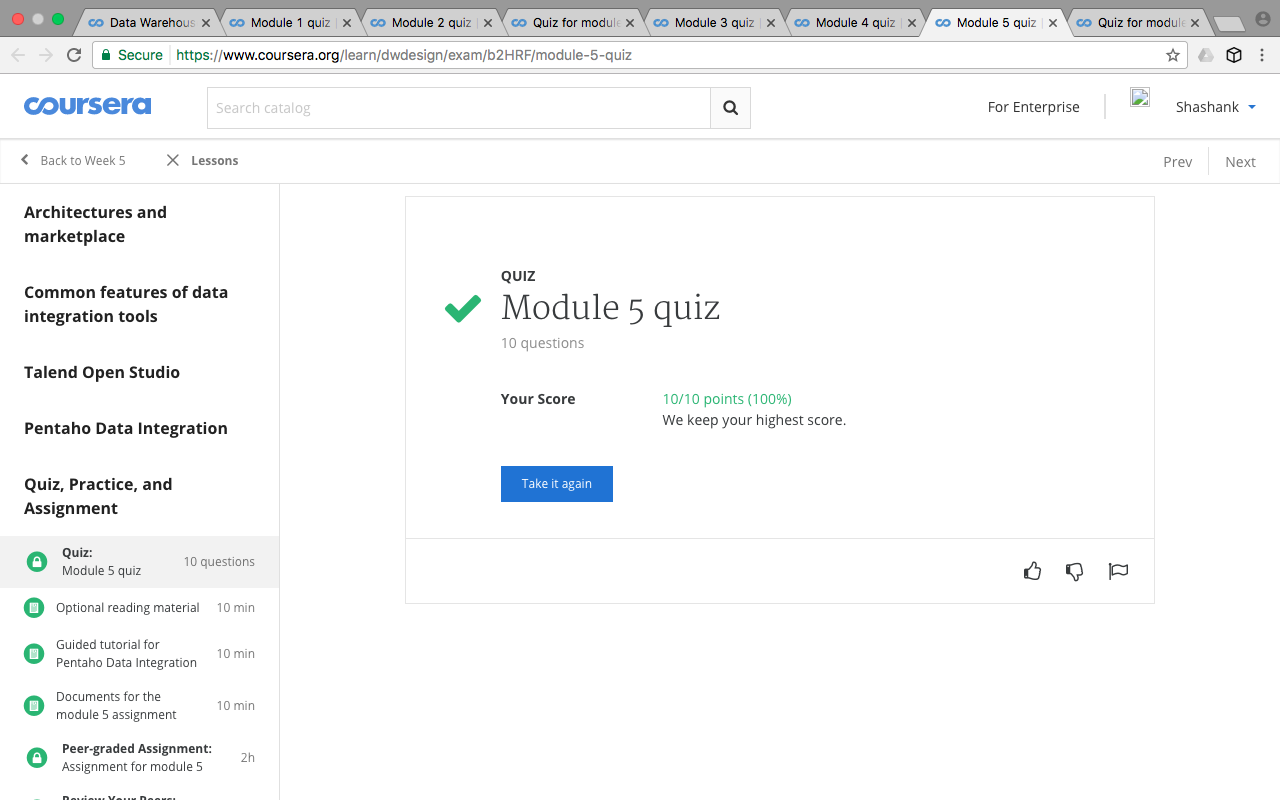 Data Warehous
Module 1 quiz
Module 2 quiz
Quiz for module
Module 3 quiz
Module 4 quiz
Module 5 quiz
Quiz for module
Secure
https://www.coursera.org/learn/dwdesign/exam/b2HRF/module-5-quiz
coursera
Search catalog
For Enterprise
Shashank
Back to Week 5
Lessons
Prev
Next
Architectures and
marketplace
Common features of data
integration tools
Talend Open Studio
Pentaho Data Integration
Quiz, Practice, and
Assignment
Quiz:
Module 5 quiz
10 questions
Optional reading material
10 min
Guided tutorial for
Pentaho Data Integration
10 min
Documents for the
module 5 assignment
10 min
Peer-graded Assignment:
Assignment for module 5
2h
Review Your Peers:
QUIZ
Module 5 quiz
10 questions
Your Score
10/10 points (100%)
We keep your highest score.
Take it again